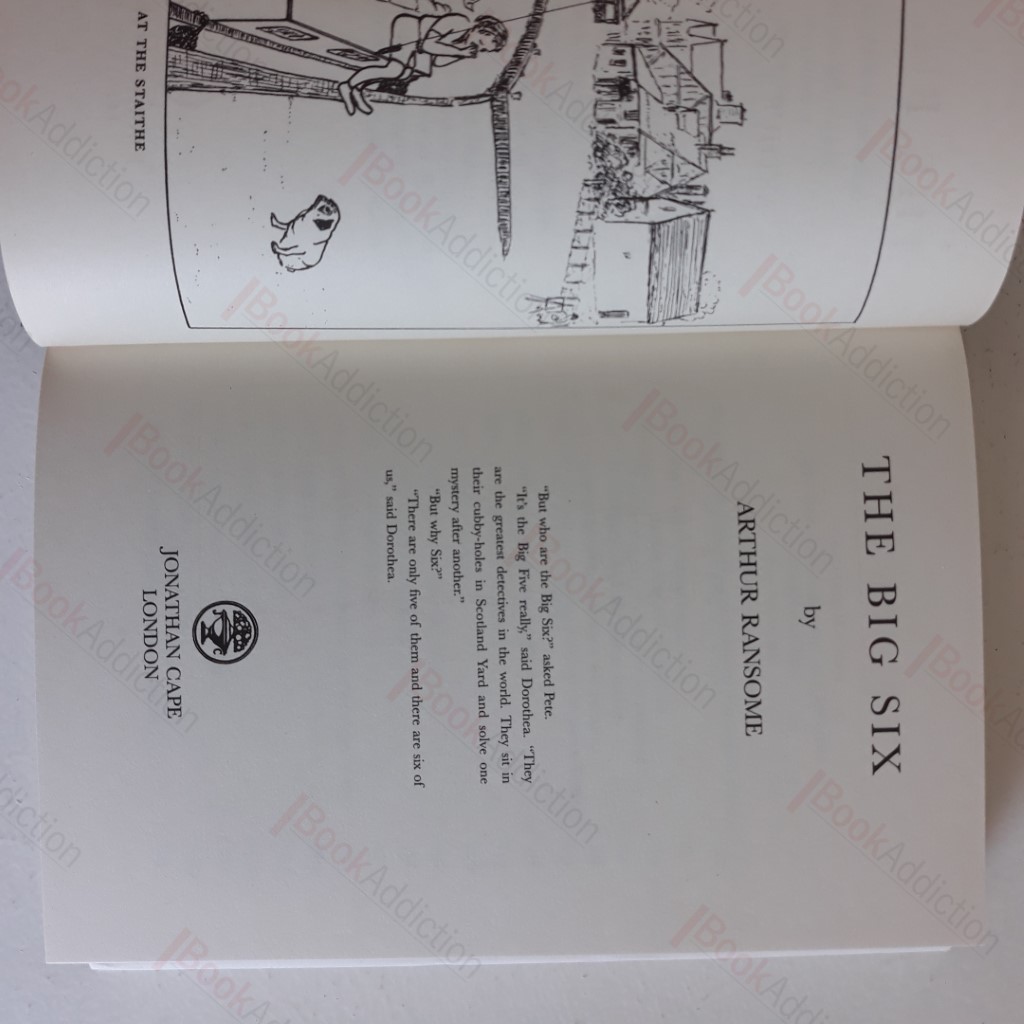 AT THE STAITHE
THE BIG SIX
by
ARTHUR RANSOME
"But who are the Big Six?" asked Pete.
"It's the Big Five really," said Dorothea. "They
are the greatest detectives in the world. They sit in
their cubby-holes in Scotland Yard and solve one
mystery after another."
"But why Six?"
"There are only five of them and there are six of
us," said Dorothea.
JONATHAN CAPE
LONDON
BookAddiction